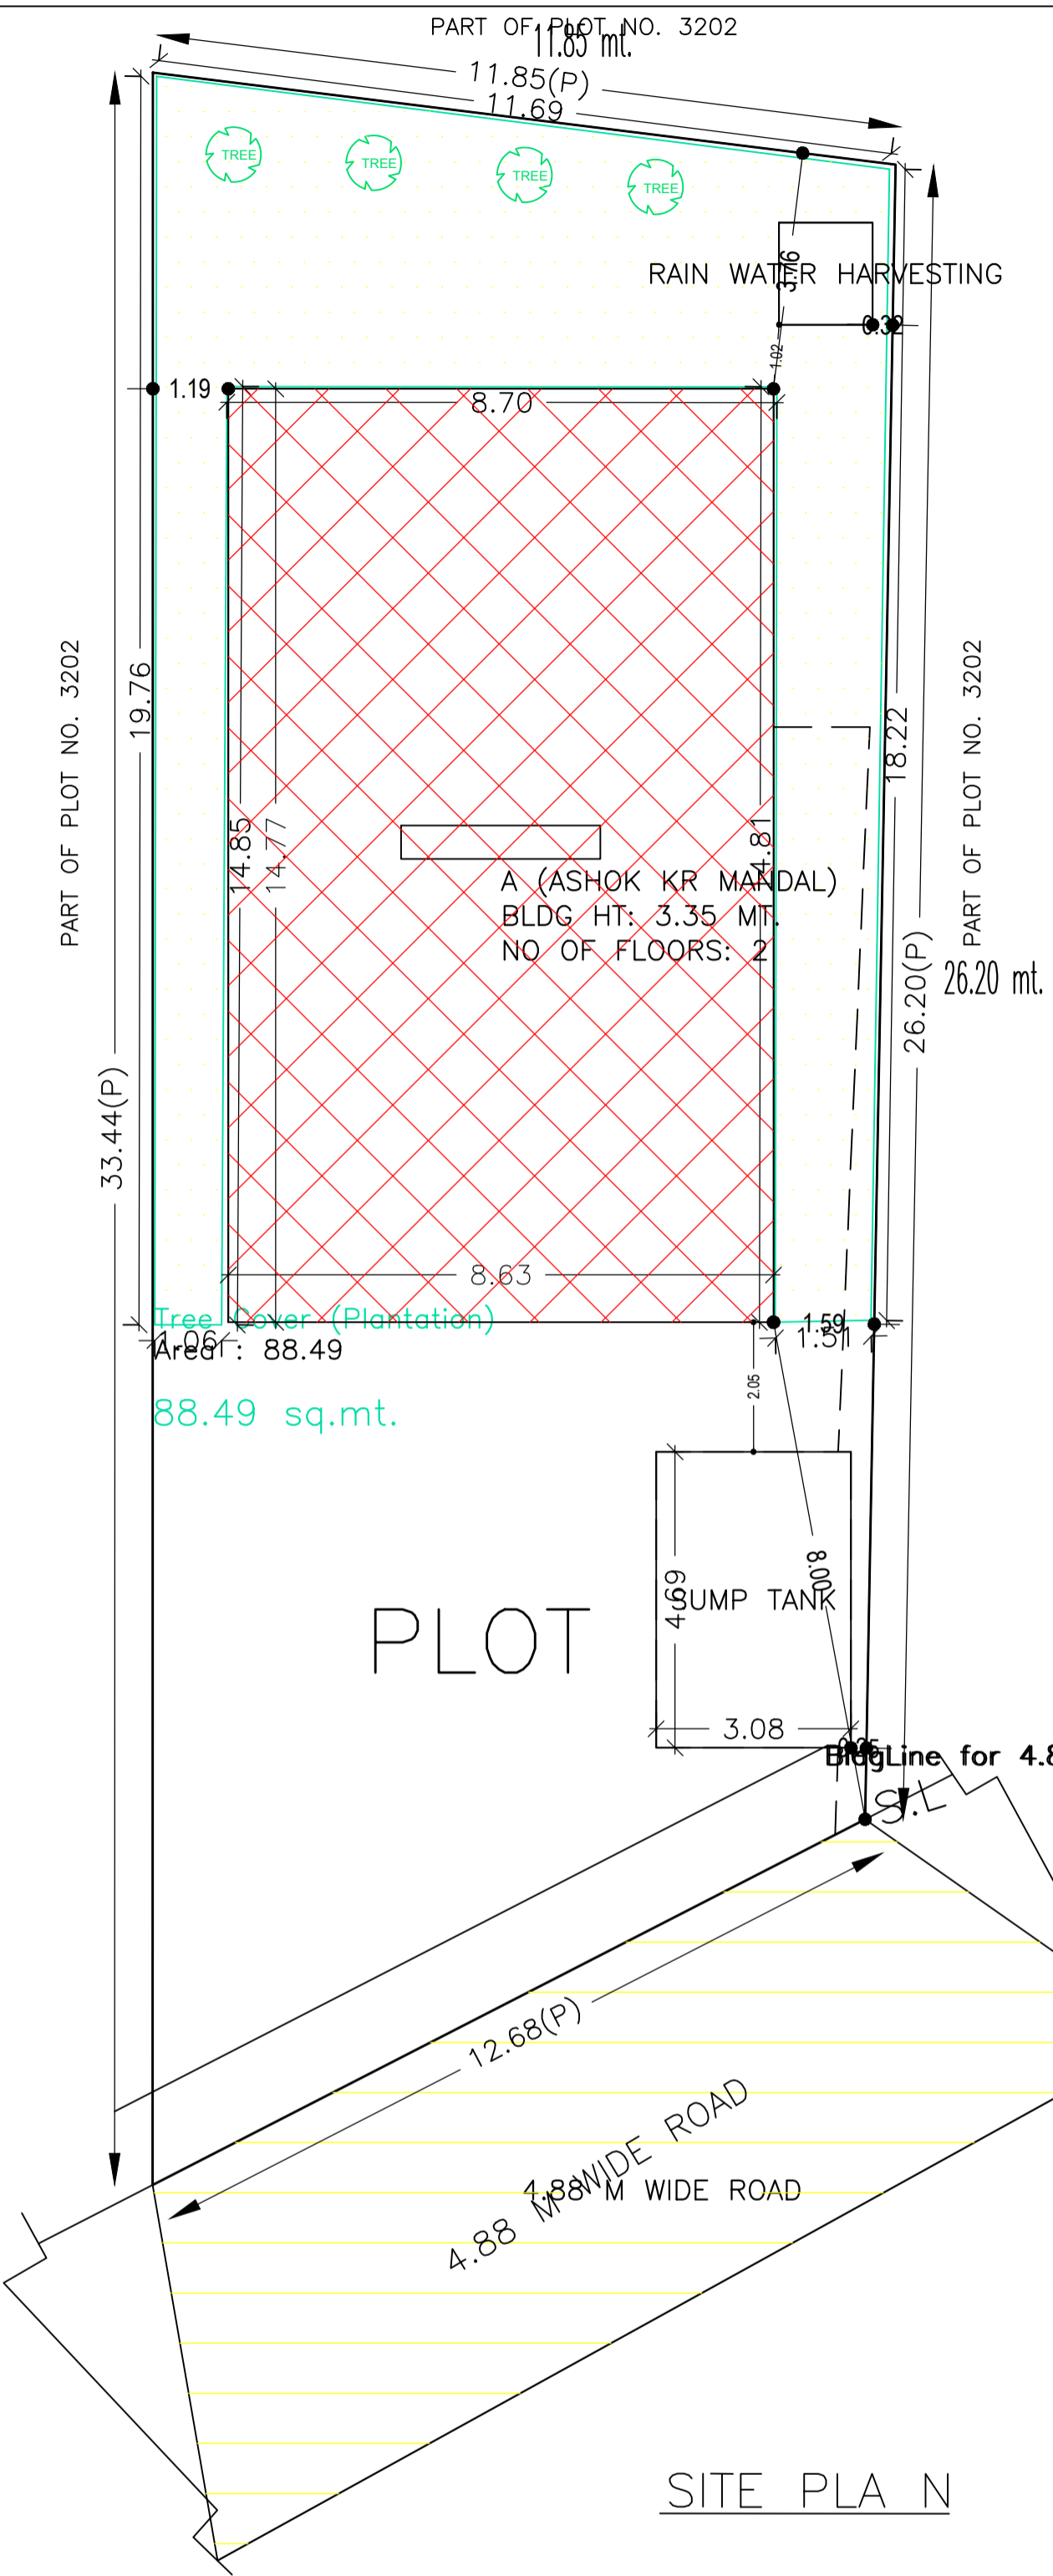 PART OF PLOT NO. 3202
11.85 mt.
11.85(P)
11.69
TREE
TREE
TREE
TREE
3.76
RAIN WATER HARVESTING
0.32
1.02
1.19
8.70
PART OF PLOT NO. 3202
19.76
14.85
14.77
14.81
18.22
PART OF PLOT NO. 3202
A (ASHOK KR MANDAL)
BLDG HT: 3.35 MT.
NO OF FLOORS: 2
26.20(P)
26.20 mt.
33.44(P)
8.63
Tree Cover (Plantation)
1.06
Area : 88.49
1.59
1.51
88.49 sq.mt.
2.05
8.00
4.69
SUMP TANK
PLOT
3.08
BldgLine for 4.8
S.L
12.68(P)
4.88 M WIDE ROAD
4.88 M WIDE ROAD
SITE PLA N